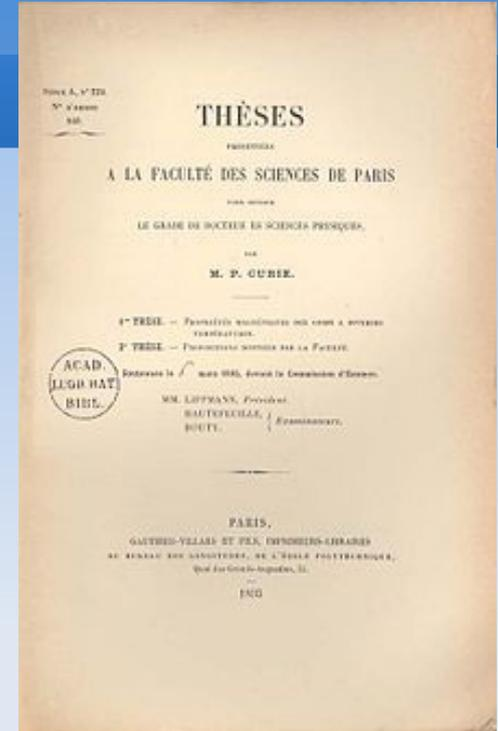 Série A, n° 226.
N° d'ordre
THÈSES
PRÉSENTÉES
A LA FACULTÉ DES SCIENCES DE PARIS
POUR OBTENIR
LE GRADE DE DOCTEUR ÈS SCIENCES PHYSIQUES,
PAR
M. P. CURIE.
1re THÈSE. — PROPRIÉTÉS MAGNÉTIQUES DES CORPS A DIVERSES
TEMPÉRATURES.
2e THÈSE. — PROPOSITIONS DONNÉES PAR LA FACULTÉ.
Soutenues le mars 1895, devant la Commission d'Examen.
ACAD.
LUGD BAT
BIBL.
MM. LIPPMANN, Président.
HAUTEFEUILLE,
BOUTY.
Examinateurs.
PARIS,
GAUTHIER-VILLARS ET FILS, IMPRIMEURS-LIBRAIRES
DU BUREAU DES LONGITUDES, DE L'ÉCOLE POLYTECHNIQUE,
Quai des Grands-Augustins, 55.
1895